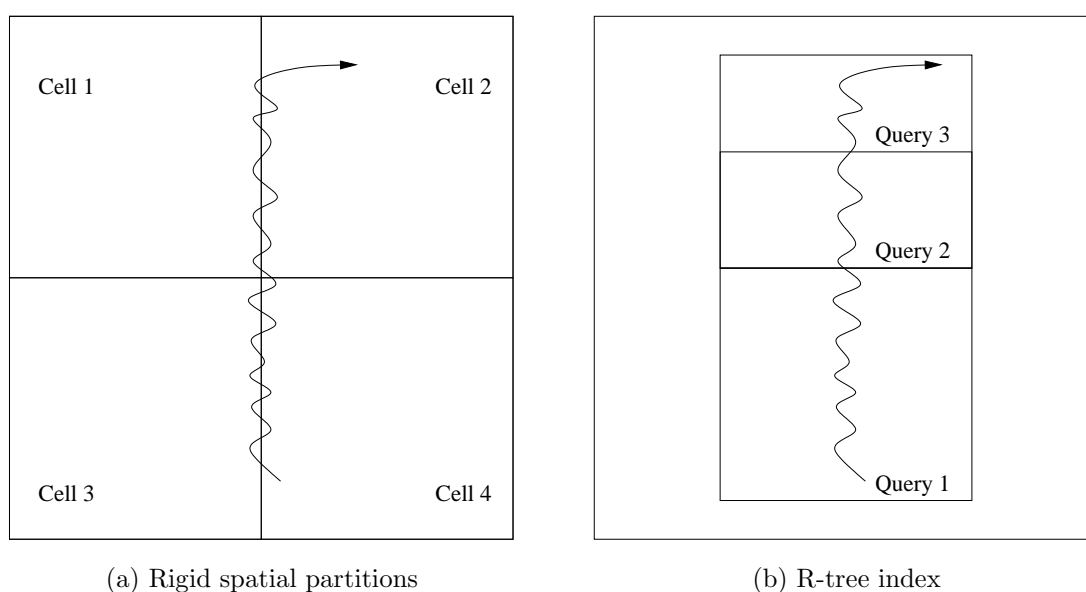 Cell 1
Cell 2
Cell 3
Cell 4
(a) Rigid spatial partitions
Query 3
Query 2
Query 1
(b) R-tree index